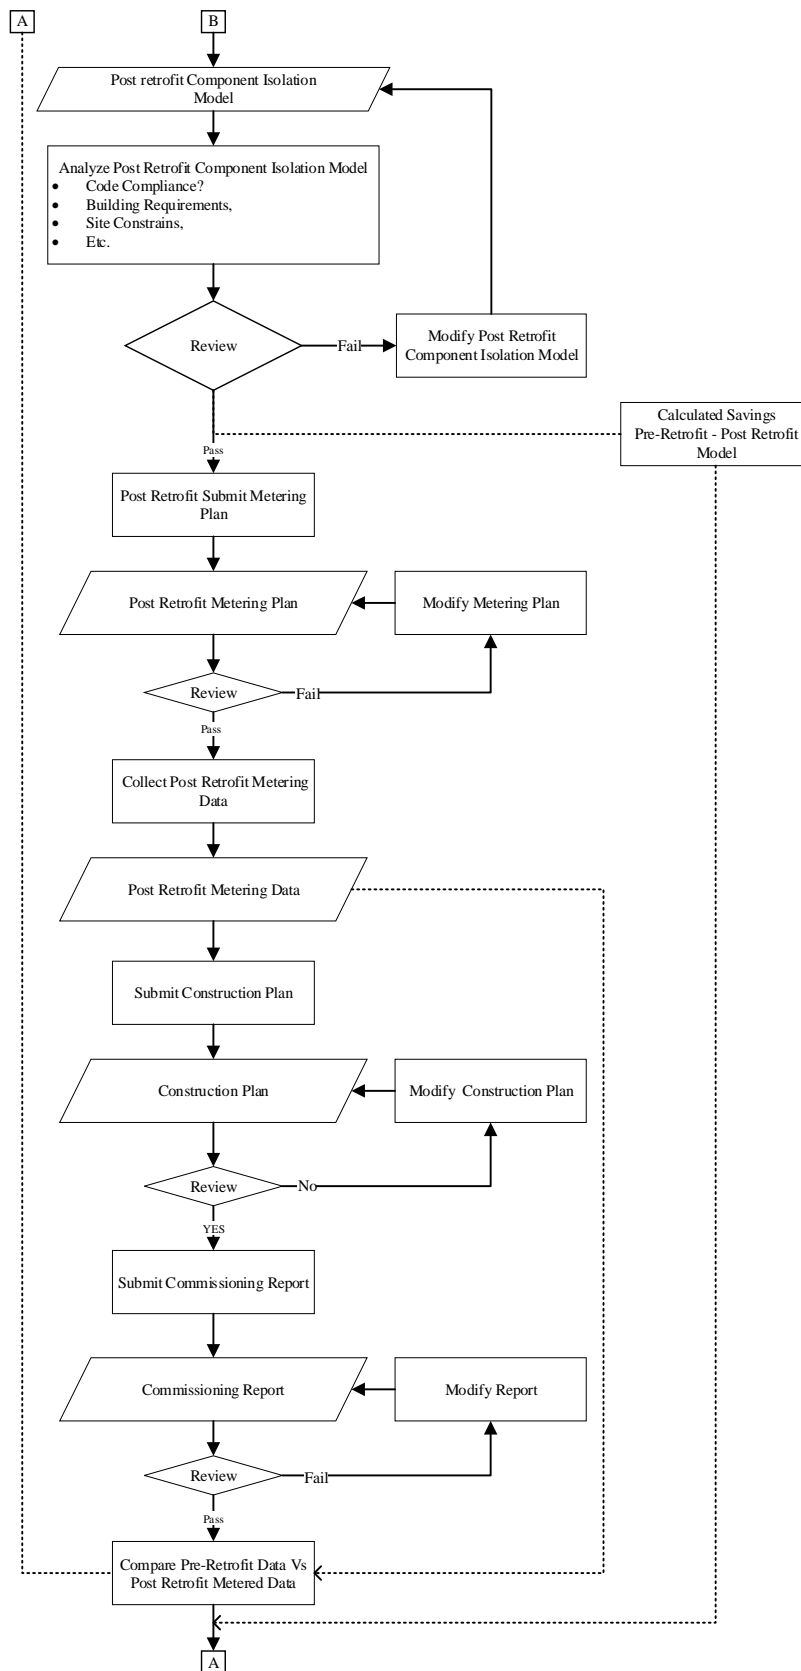 A
B
Post retrofit Component Isolation
Model
Analyze Post Retrofit Component Isolation Model
• Code Compliance?
• Building Requirements,
• Site Constrains,
• Etc.
Review
Fail
Modify Post Retrofit
Component Isolation Model
Calculated Savings
Pre-Retrofit - Post Retrofit
Model
Pass
Post Retrofit Submit Metering
Plan
Post Retrofit Metering Plan
Modify Metering Plan
Review
Fail
Pass
Collect Post Retrofit Metering
Data
Post Retrofit Metering Data
Submit Construction Plan
Construction Plan
Modify Construction Plan
Review
No
YES
Submit Commissioning Report
Commissioning Report
Modify Report
Review
Fail
Pass
Compare Pre-Retrofit Data Vs
Post Retrofit Metered Data
A